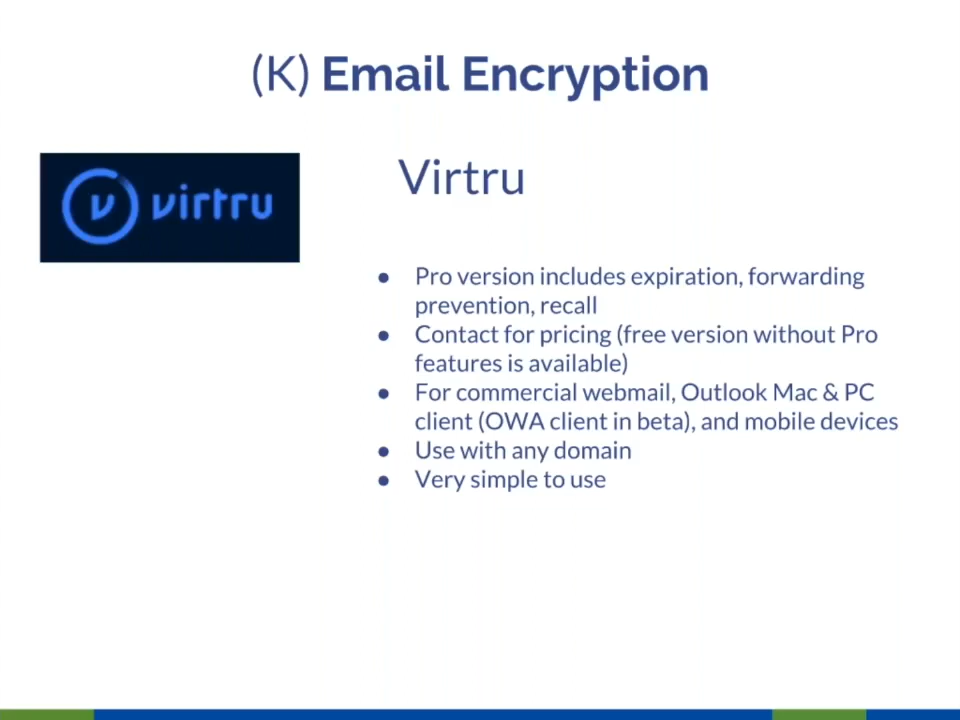 (K) Email Encryption
virtru
Virtru
● Pro version includes expiration, forwarding
prevention, recall
● Contact for pricing (free version without Pro
features is available)
● For commercial webmail, Outlook Mac & PC
client (OWA client in beta), and mobile devices
● Use with any domain
● Very simple to use